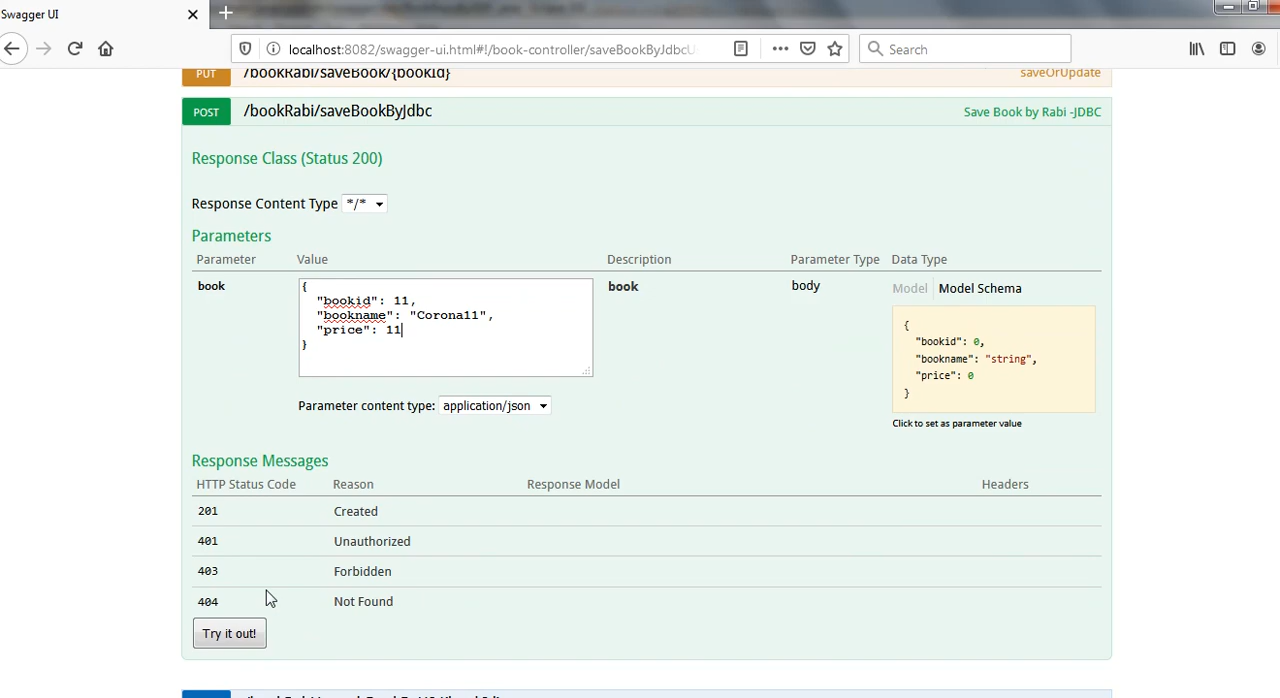 Swagger UI
localhost:8082/swagger-ui.html#!/book-controller/saveBookByJdbcU
Search
PUT /bookRabi/saveBook/{bookId} saveOrUpdate
POST /bookRabi/saveBookByJdbc Save Book by Rabi -JDBC
Response Class (Status 200)
Response Content Type */*
Parameters
Parameter Value Description Parameter Type Data Type
book book body Model Model Schema
{
"bookid": 11,
"bookname": "Corona11",
"price": 11
}
{
"bookid": 0,
"bookname": "string",
"price": 0
}
Parameter content type: application/json
Click to set as parameter value
Response Messages
HTTP Status Code Reason Response Model Headers
201 Created
401 Unauthorized
403 Forbidden
404 Not Found
Try it out!